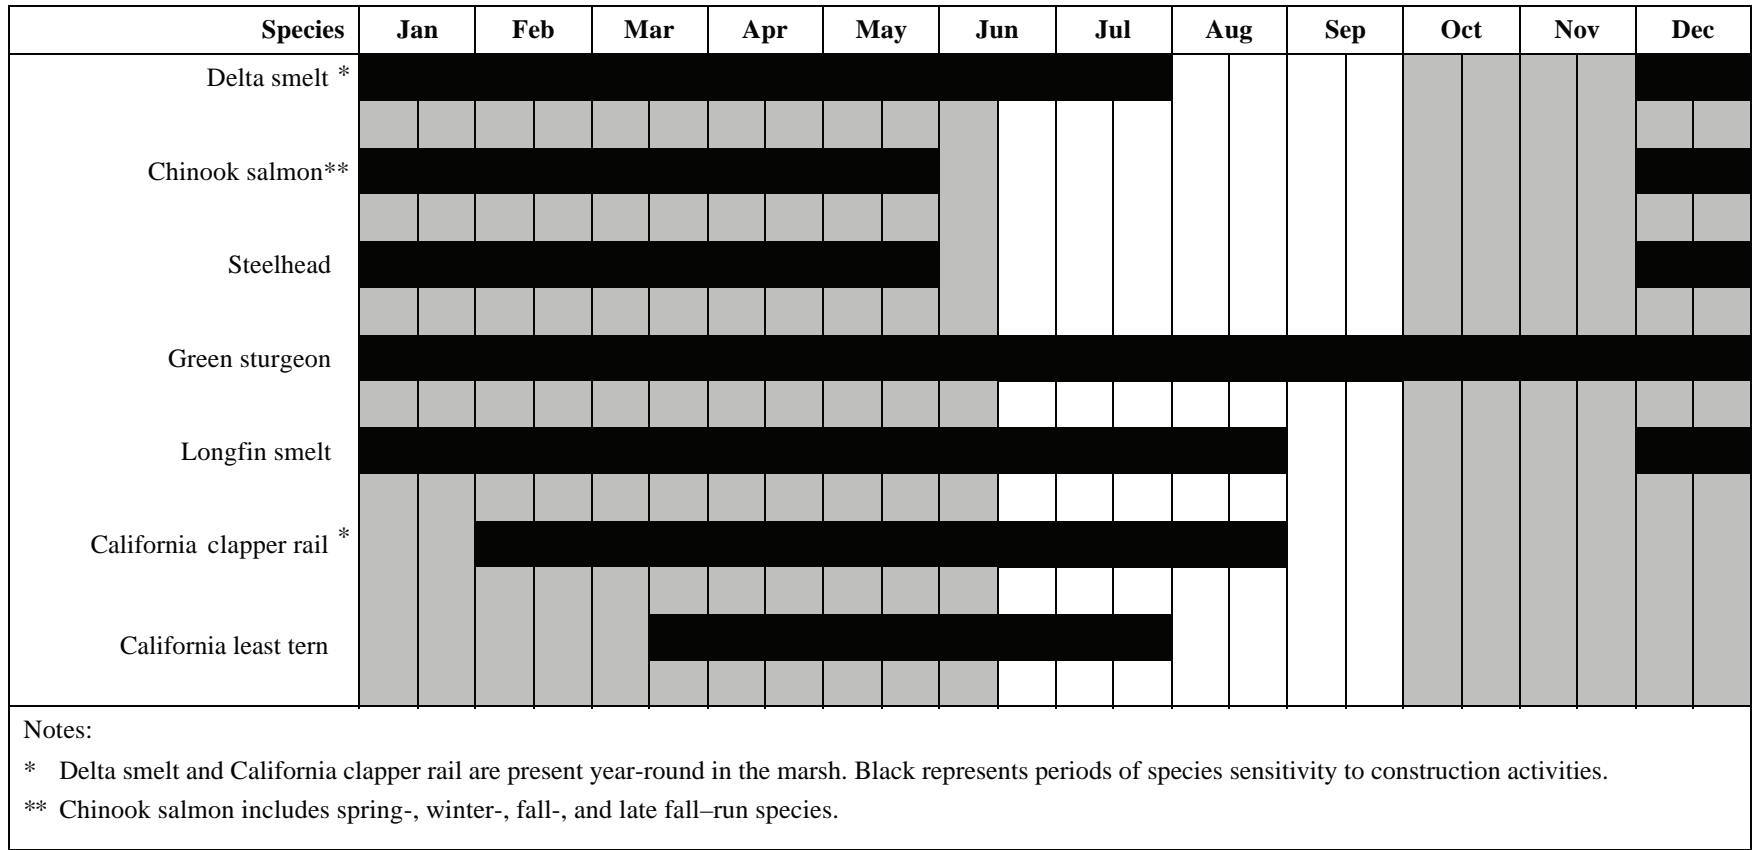 Species Jan Feb Mar Apr May Jun Jul Aug Sep Oct Nov Dec
Delta smelt *
Chinook salmon**
Steelhead
Green sturgeon
Longfin smelt
California clapper rail *
California least tern
Notes:
* Delta smelt and California clapper rail are present year-round in the marsh. Black represents periods of species sensitivity to construction activities.
** Chinook salmon includes spring-, winter-, fall-, and late fall–run species.